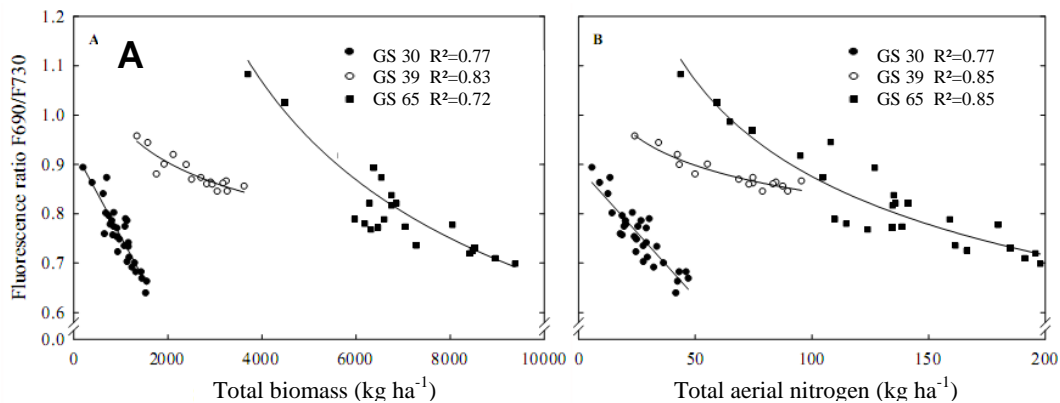 A
A
GS 30 R²=0.77
GS 39 R²=0.83
GS 65 R²=0.72
B
GS 30 R²=0.77
GS 39 R²=0.85
GS 65 R²=0.85
Fluorescence ratio F690/F730
1.2
1.1
1.0
0.9
0.8
0.7
0.6
0.0
0 2000 4000 6000 8000 10000
0 50 100 150 200
Total biomass (kg ha⁻¹)
Total aerial nitrogen (kg ha⁻¹)